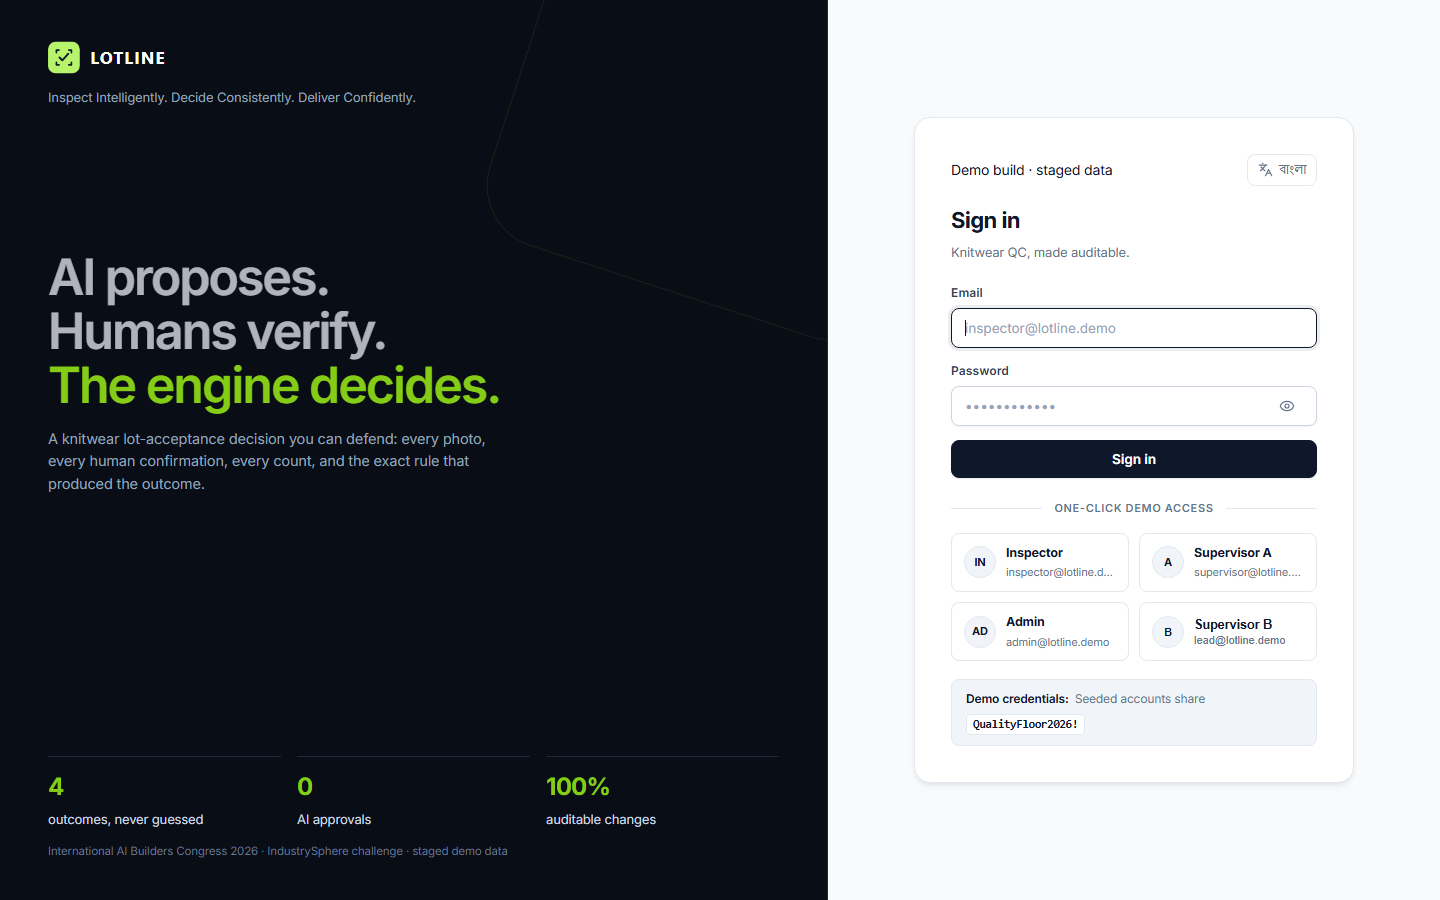 LOTLINE
Inspect Intelligently. Decide Consistently. Deliver Confidently.
AI proposes.
Humans verify.
The engine decides.
A knitwear lot-acceptance decision you can defend: every photo,
every human confirmation, every count, and the exact rule that
produced the outcome.
4
outcomes, never guessed
0
AI approvals
100%
auditable changes
International AI Builders Congress 2026 · IndustrySphere challenge · staged demo data
Demo build · staged data
বাংলা
Sign in
Knitwear QC, made auditable.
Email
inspector@lotline.demo
Password
••••••••••••
Sign in
ONE-CLICK DEMO ACCESS
IN
Inspector
inspector@lotline.d...
A
Supervisor A
supervisor@lotline....
AD
Admin
admin@lotline.demo
B
Supervisor B
lead@lotline.demo
Demo credentials: Seeded accounts share
QualityFloor2026!